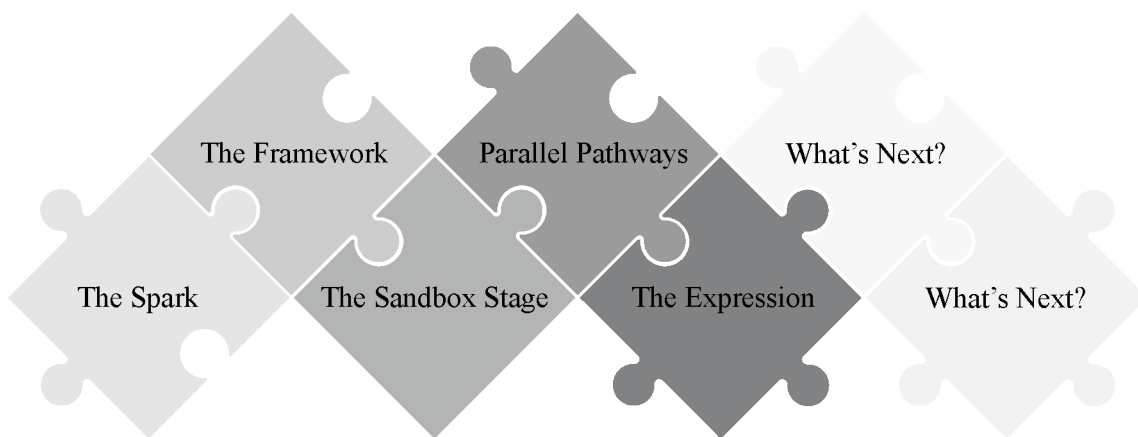 The Framework
Parallel Pathways
What’s Next?
The Spark
The Sandbox Stage
The Expression
What’s Next?